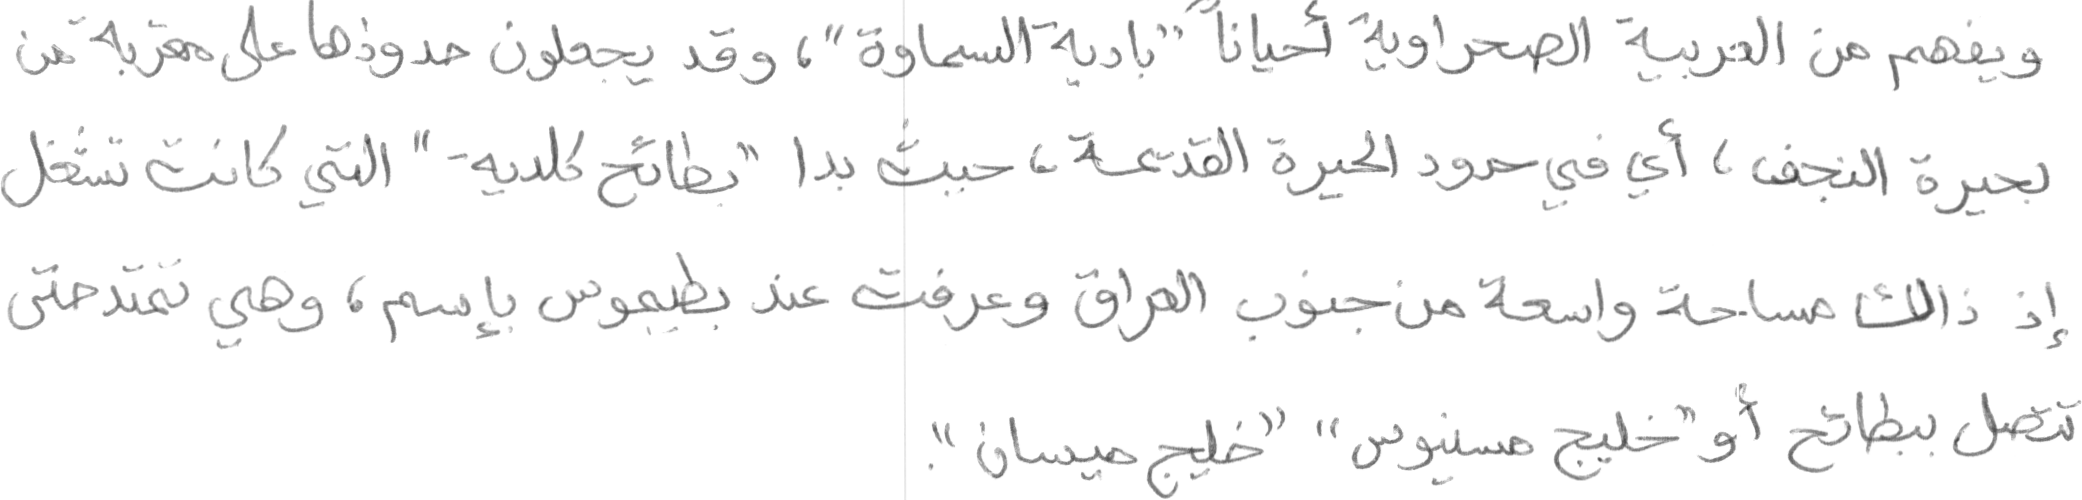 ويفهم من العربية الصحراوية أحياناً "بادية السماوة"، وقد يجعلون حدودها على مقربة من
بحيرة النجف، أي في حدود الحيرة القديمة، حيث بدا "بطائح كلديه" التي كانت تشغل
إذ ذالك مساحة واسعة من جنوب العراق وعرفت عند بطيموس بإسم، وهي تمتد حتى
تتصل ببطائح أو "خليج مسنيوس" "خليج ميسان".